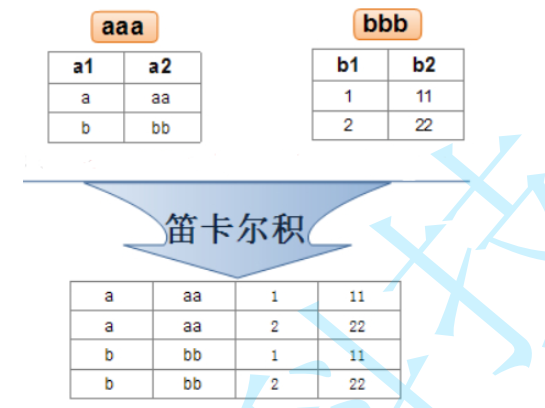 aaa bbb
a1 a2 b1 b2
a aa 1 11
b bb 2 22
笛卡尔积
a aa 1 11
a aa 2 22
b bb 1 11
b bb 2 22